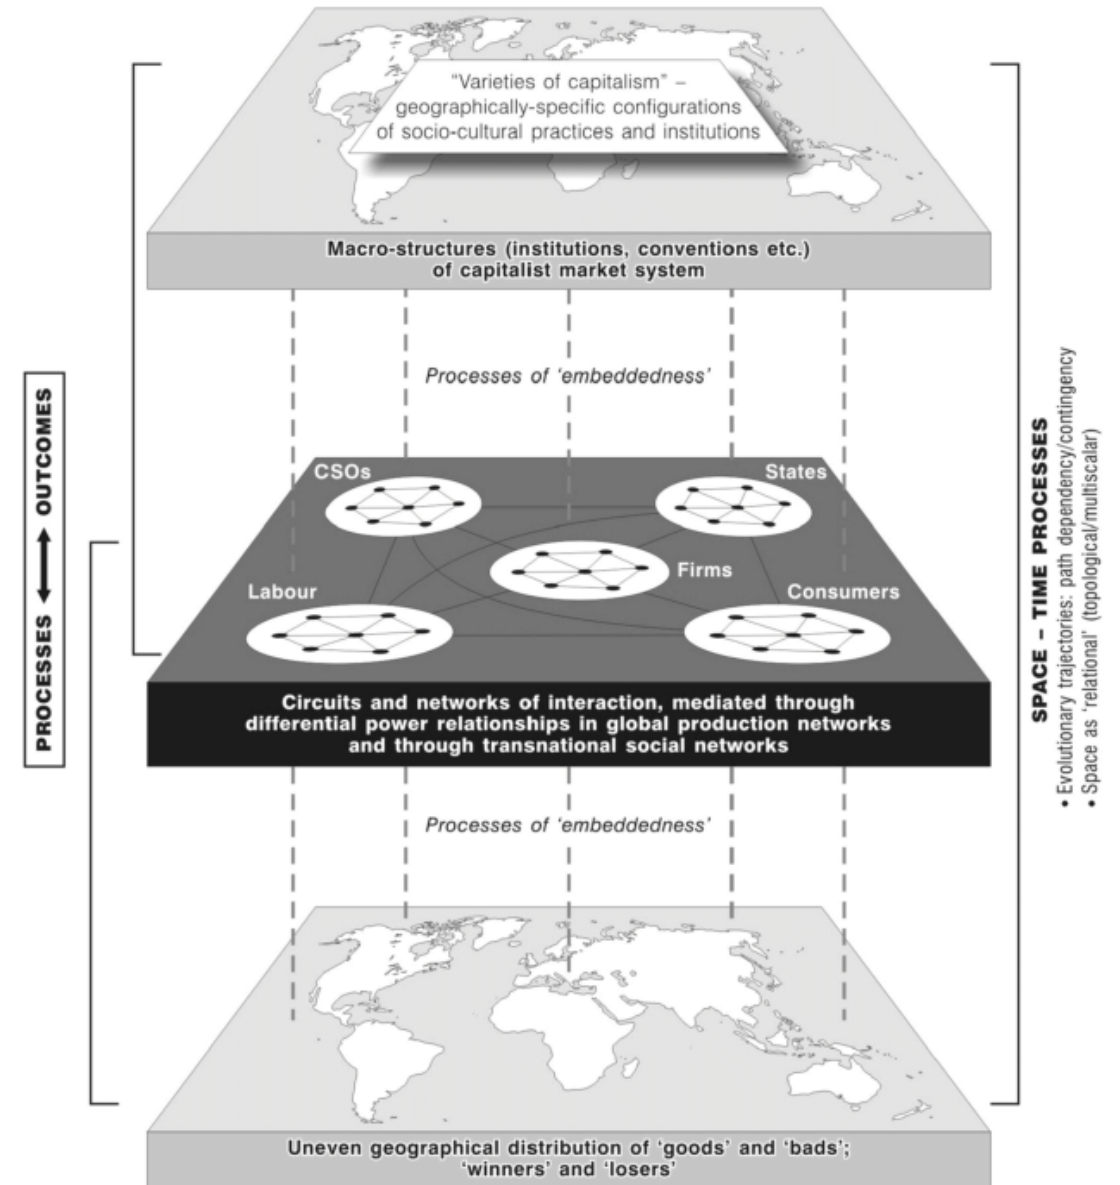 "Varieties of capitalism" –
geographically-specific configurations
of socio-cultural practices and institutions
Macro-structures (institutions, conventions etc.)
of capitalist market system
Processes of 'embeddedness'
PROCESSES OUTCOMES
CSOs
States
Firms
Labour
Consumers
Circuits and networks of interaction, mediated through
differential power relationships in global production networks
and through transnational social networks
SPACE – TIME PROCESSES
• Evolutionary trajectories: path dependency/contingency
• Space as 'relational' (topological/multiscalar)
Processes of 'embeddedness'
Uneven geographical distribution of 'goods' and 'bads';
'winners' and 'losers'